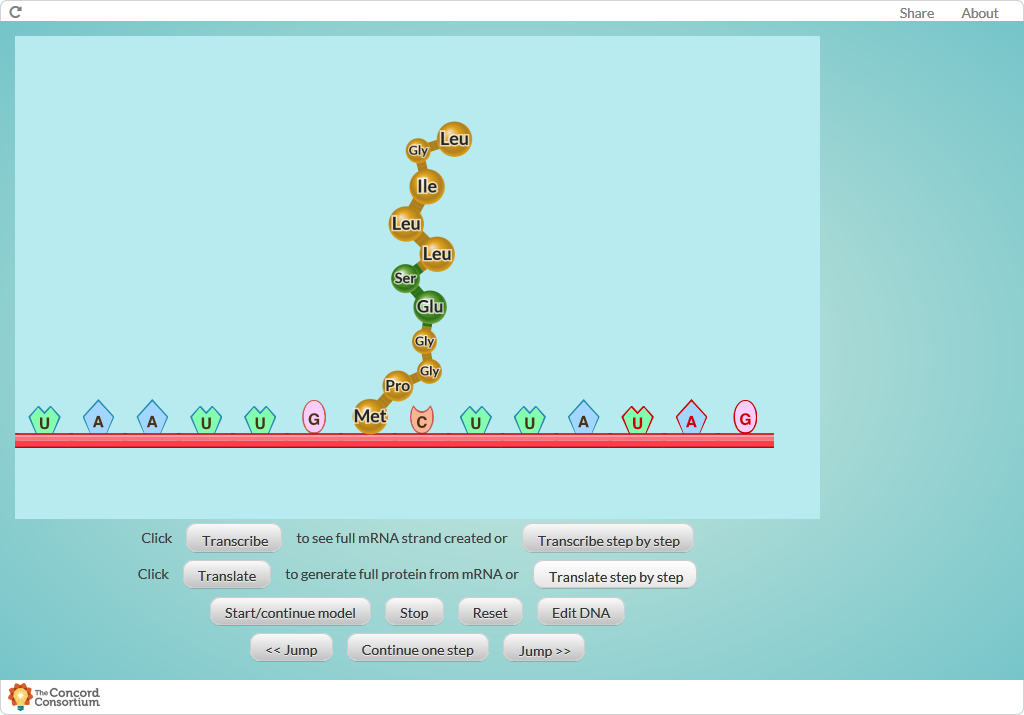 Share About
Leu
Gly
Ile
Leu
Leu
Ser
Glu
Gly
Gly
Pro
Met
U A A U U G C U U A U A G
Click Transcribe to see full mRNA strand created or Transcribe step by step
Click Translate to generate full protein from mRNA or Translate step by step
Start/continue model Stop Reset Edit DNA
<< Jump Continue one step Jump >>
The Concord
Consortium